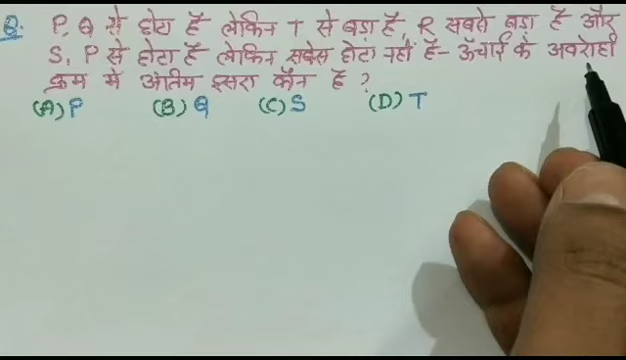 Q. P, Q से छोटा है लेकिन T से बड़ा है, R सबसे बड़ा है और
S, P से छोटा है लेकिन सबसे छोटा नहीं है- ऊँचाई के अवरोही
क्रम में अंतिम दूसरा कौन है ?
(A) P (B) Q (C) S (D) T